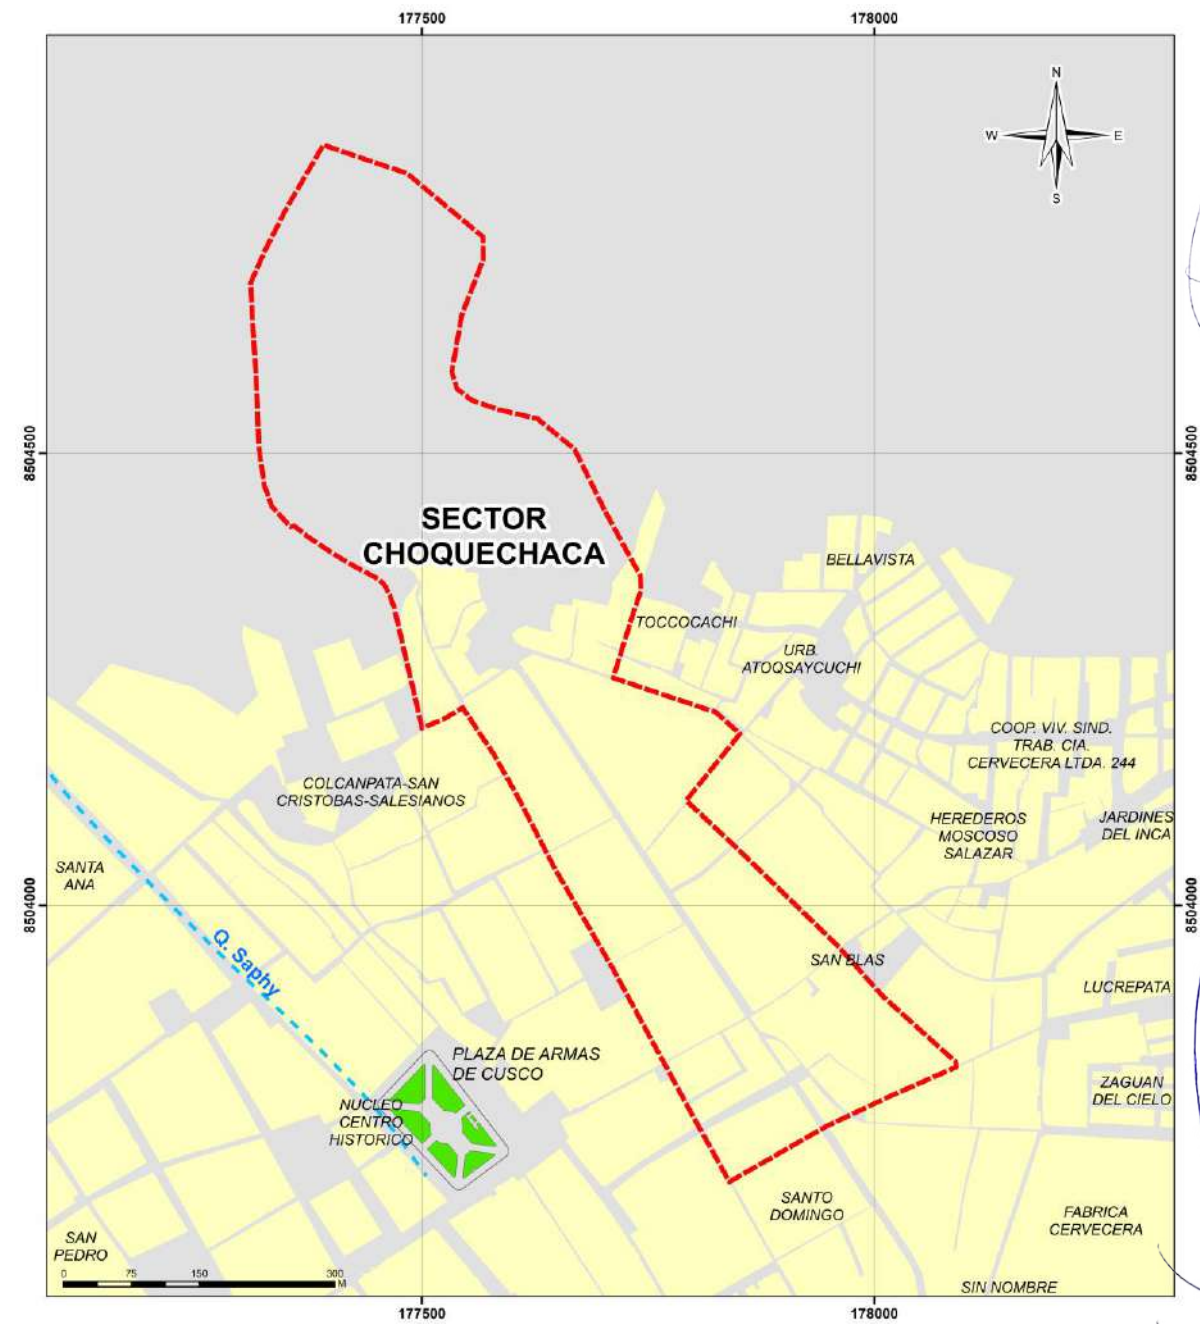 177500
178000
N
W
E
S
8504500
8504500
SECTOR
CHOQUECHACA
BELLAVISTA
TOCCOCACHI
URB.
ATOQSAYCUCHI
COOP. VIV. SIND.
TRAB. CIA.
CERVECERA LTDA. 244
COLCANPATA-SAN
CRISTOBAS-SALESIANOS
HEREDEROS
MOSCOSO
SALAZAR
JARDINES
DEL INCA
SANTA
ANA
8504000
8504000
Q. Saphy
SAN BLAS
LUCREPATA
PLAZA DE ARMAS
DE CUSCO
ZAGUAN
DEL CIELO
NUCLEO
CENTRO
HISTORICO
SANTO
DOMINGO
FABRICA
CERVECERA
SAN
PEDRO
0 75 150 300
M
SIN NOMBRE
177500
178000